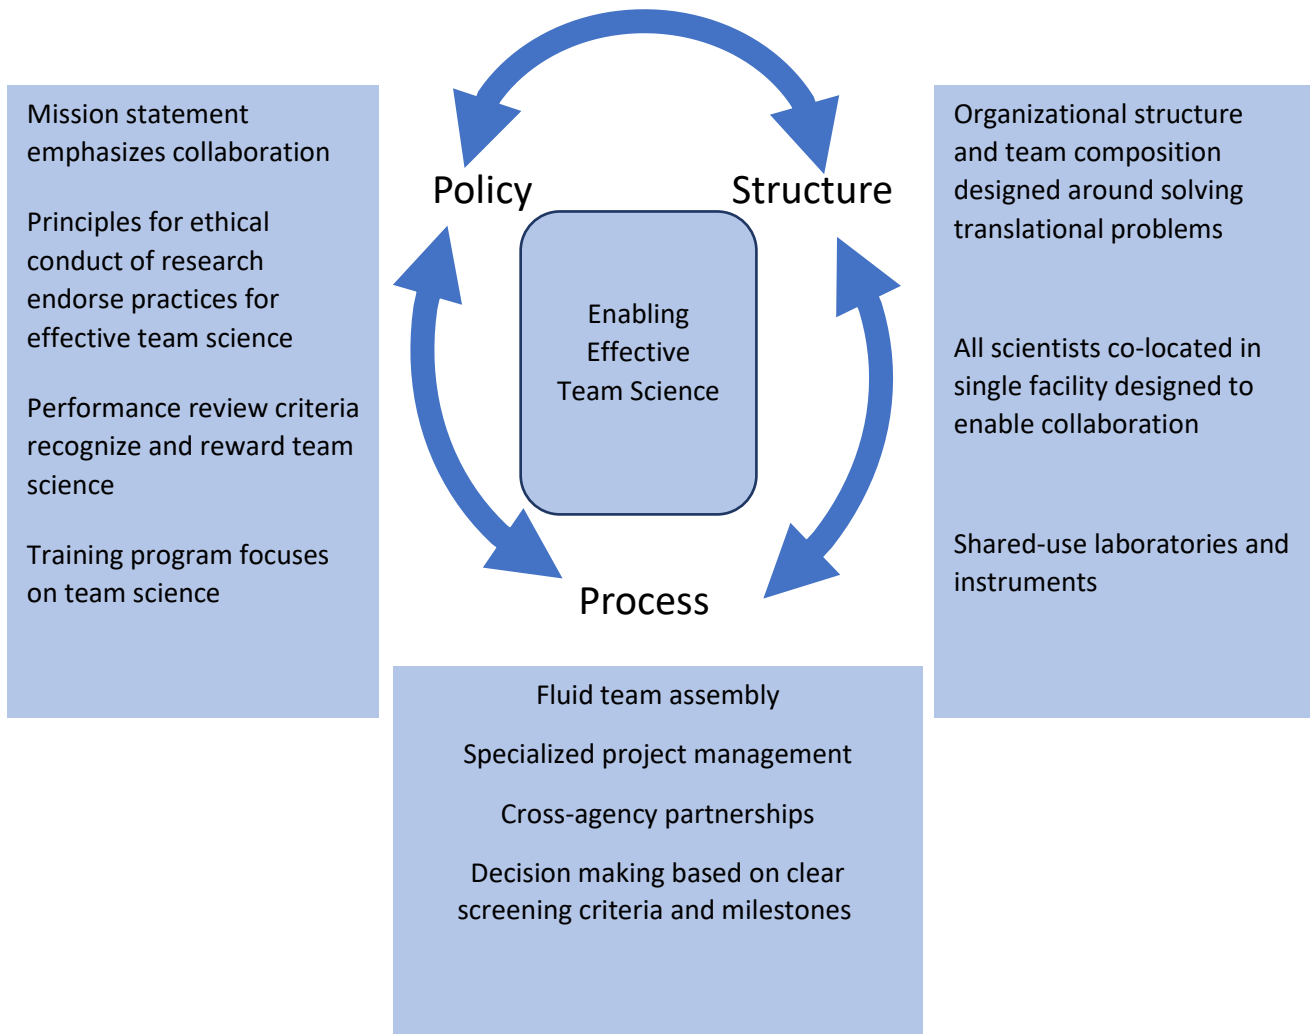 Mission statement
emphasizes collaboration
Principles for ethical
conduct of research
endorse practices for
effective team science
Performance review criteria
recognize and reward team
science
Training program focuses
on team science
Policy
Structure
Enabling
Effective
Team Science
Process
Organizational structure
and team composition
designed around solving
translational problems
All scientists co-located in
single facility designed to
enable collaboration
Shared-use laboratories and
instruments
Fluid team assembly
Specialized project management
Cross-agency partnerships
Decision making based on clear
screening criteria and milestones